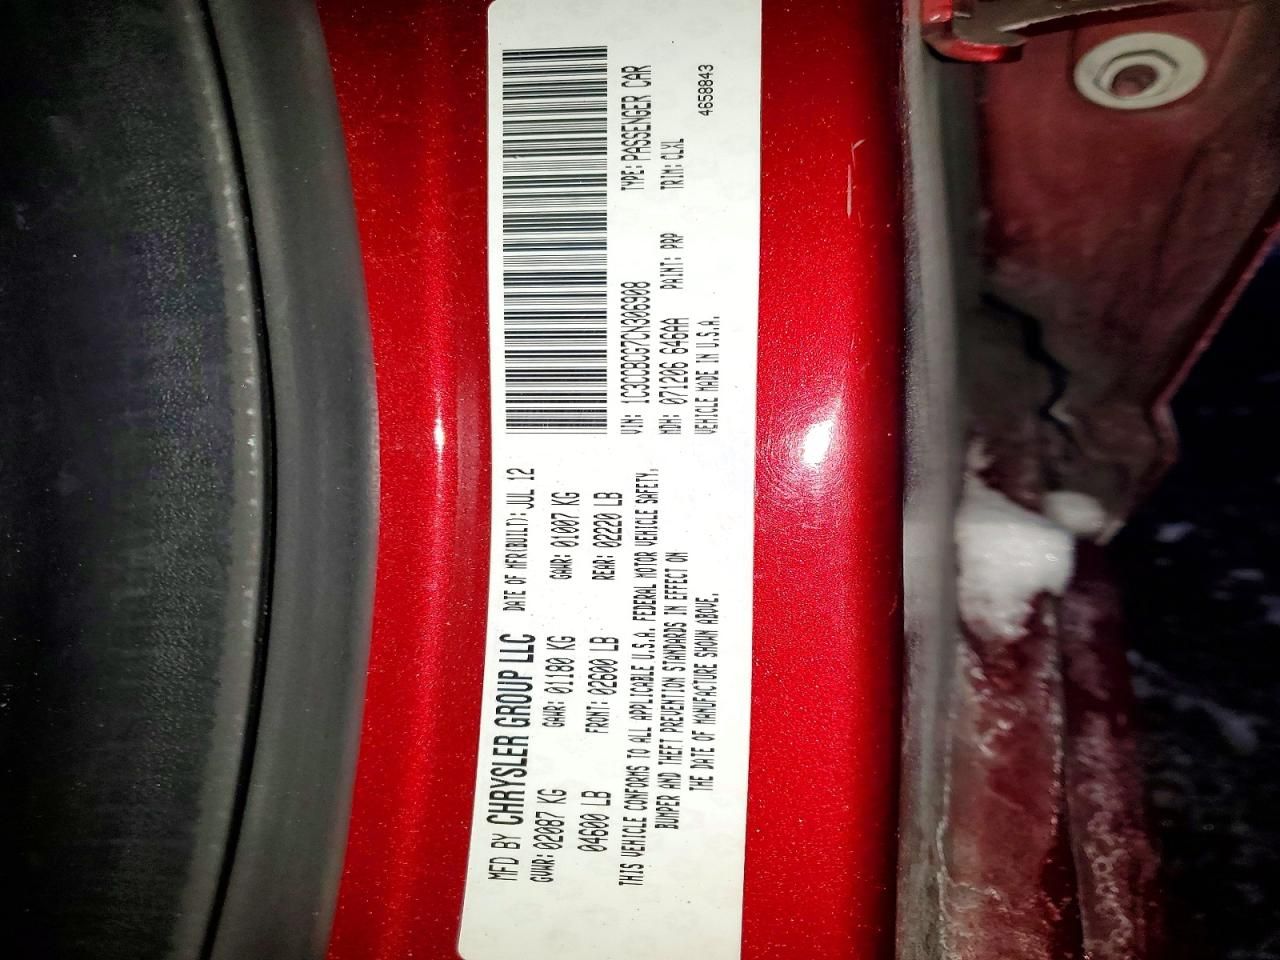 MFD BY CHRYSLER GROUP LLC DATE OF MFR(BUILT): JUL 12
GVWR: 02087 KG GAWR: 01180 KG GAWR: 01007 KG
04600 LB FRONT: 02600 LB REAR: 02220 LB
THIS VEHICLE CONFORMS TO ALL APPLICABLE U.S.A. FEDERAL MOTOR VEHICLE SAFETY,
BUMPER AND THEFT PREVENTION STANDARDS IN EFFECT ON
THE DATE OF MANUFACTURE SHOWN ABOVE.
VIN: 1C3CCBCG7CN306908 TYPE: PASSENGER CAR
MDH: 071206 646AA PAINT: PRP TRIM: CLXL
VEHICLE MADE IN U.S.A. 4658843